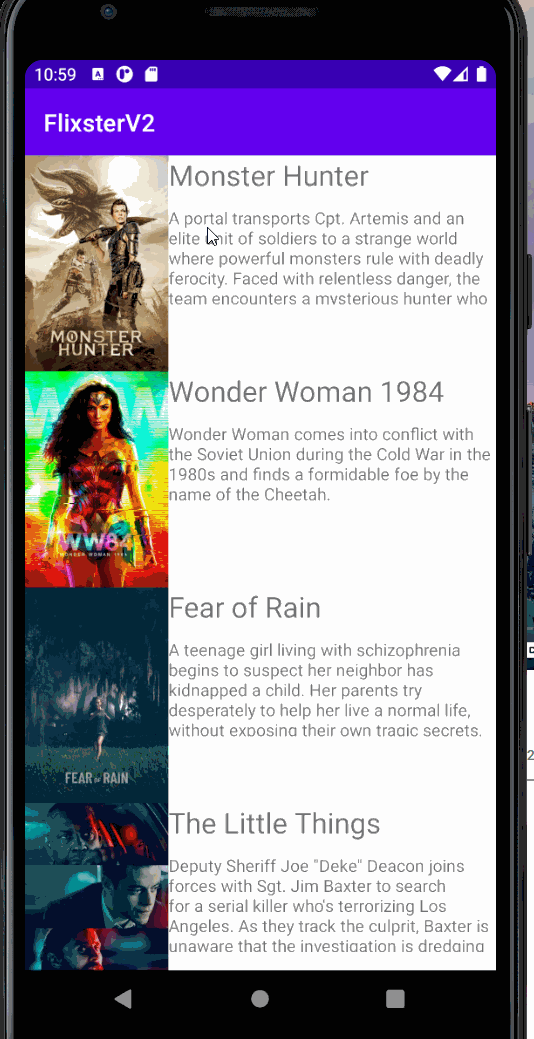 10:59
FlixsterV2
Monster Hunter
A portal transports Cpt. Artemis and an
elite unit of soldiers to a strange world
where powerful monsters rule with deadly
ferocity. Faced with relentless danger, the
team encounters a mysterious hunter who
MONSTER
HUNTER
Wonder Woman 1984
Wonder Woman comes into conflict with
the Soviet Union during the Cold War in the
1980s and finds a formidable foe by the
name of the Cheetah.
WW84
WONDER WOMAN 1984
Fear of Rain
A teenage girl living with schizophrenia
begins to suspect her neighbor has
kidnapped a child. Her parents try
desperately to help her live a normal life,
without exposing their own tragic secrets.
FEAR OF RAIN
The Little Things
Deputy Sheriff Joe "Deke" Deacon joins
forces with Sgt. Jim Baxter to search
for a serial killer who's terrorizing Los
Angeles. As they track the culprit, Baxter is
unaware that the investigation is dredging